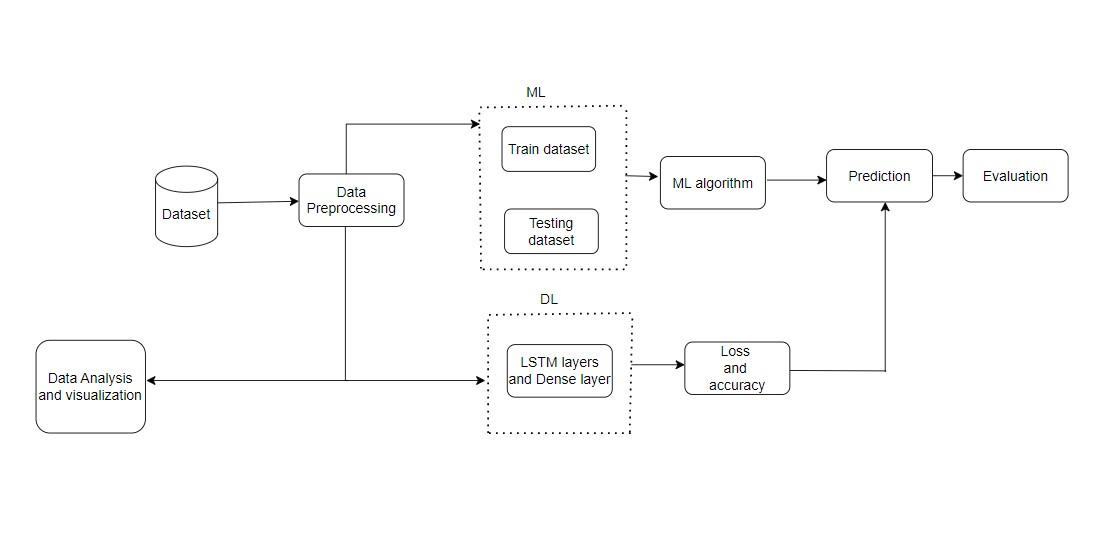 ML
Train dataset
Testing
dataset
Dataset
Data
Preprocessing
ML algorithm
Prediction
Evaluation
DL
LSTM layers
and Dense layer
Loss
and
accuracy
Data Analysis
and visualization